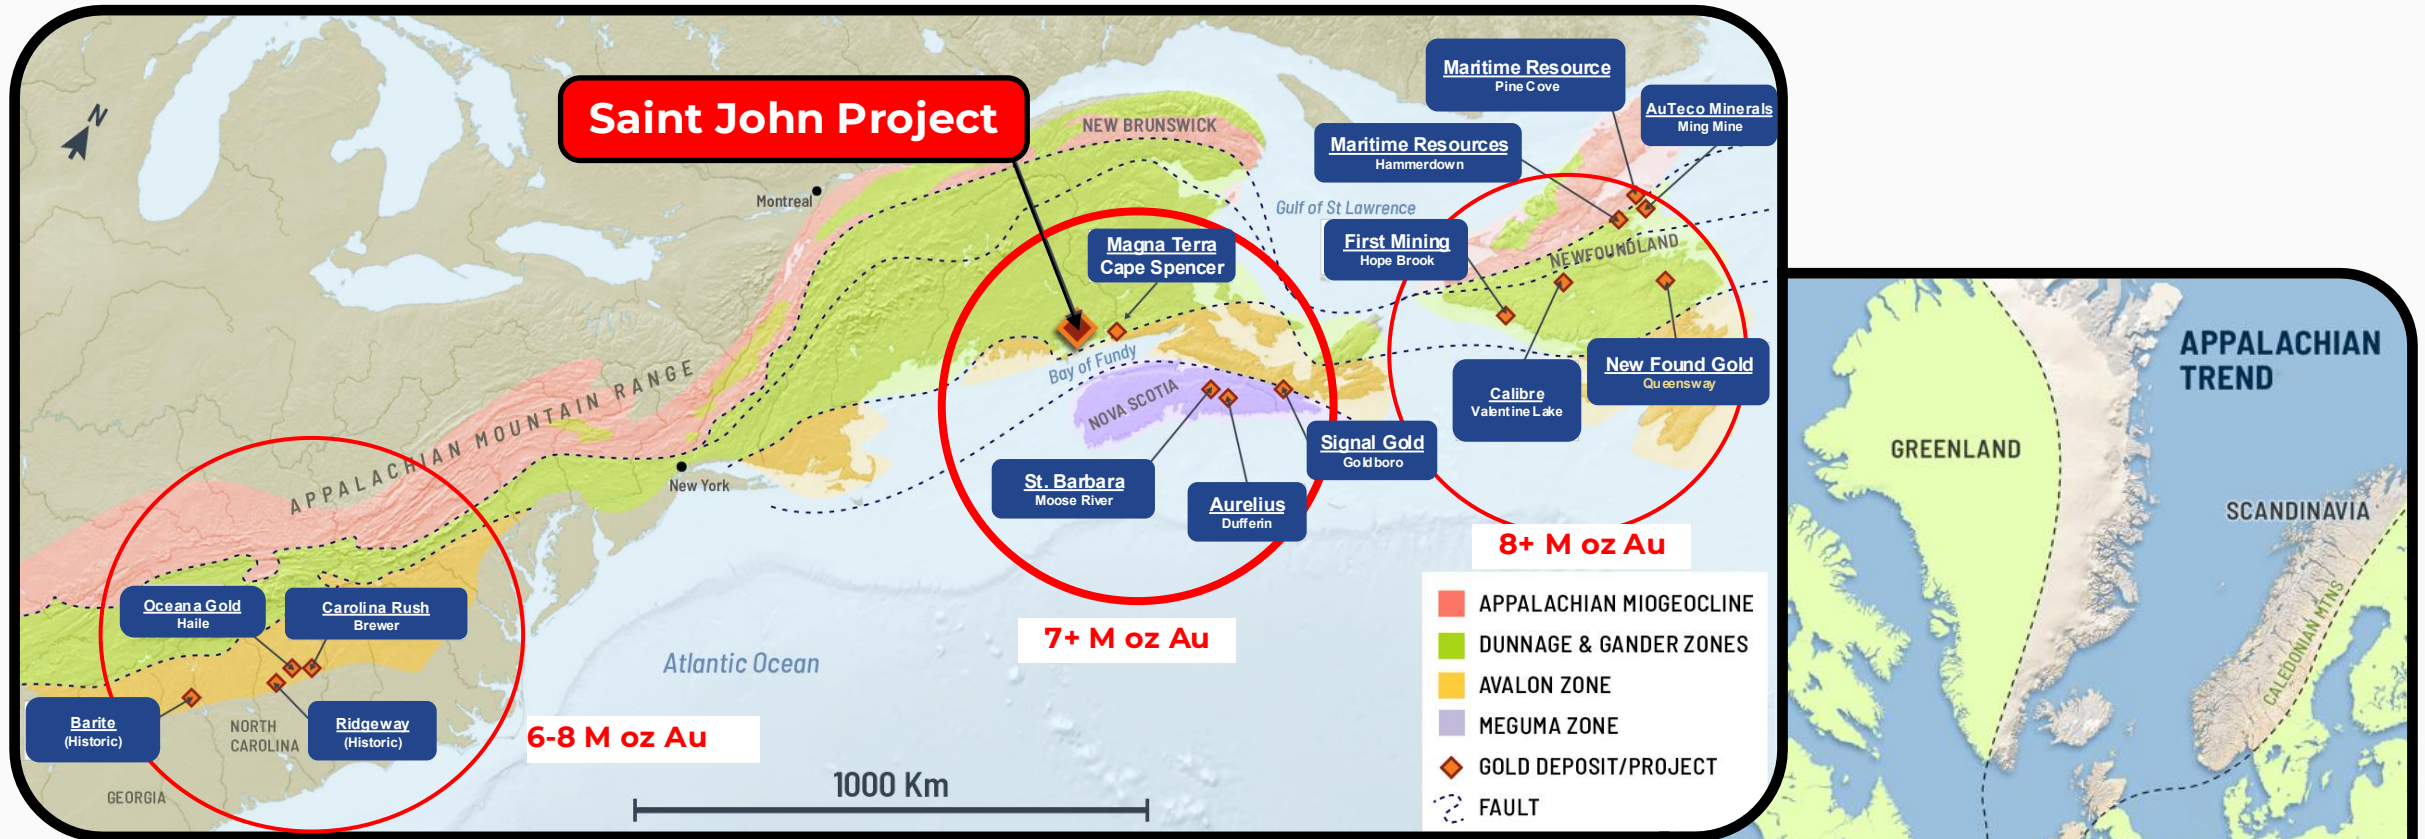 N
Saint John Project
Maritime Resource
Pine Cove
AuTeco Minerals
Ming Mine
Maritime Resources
Hammerdown
NEW BRUNSWICK
Montreal
Gulf of St Lawrence
Magna Terra
Cape Spencer
First Mining
Hope Brook
NEWFOUNDLAND
Bay of Fundy
NOVA SCOTIA
New Found Gold
Queensway
Calibre
Valentine Lake
APPALACHIAN MOUNTAIN RANGE
New York
Signal Gold
Goldboro
St. Barbara
Moose River
Aurelius
Dufferin
8+ M oz Au
7+ M oz Au
6-8 M oz Au
Oceana Gold
Haile
Carolina Rush
Brewer
Barite
(Historic)
Ridgeway
(Historic)
NORTH
CAROLINA
GEORGIA
Atlantic Ocean
1000 Km
APPALACHIAN MIOGEOCLINE
DUNNAGE & GANDER ZONES
AVALON ZONE
MEGUMA ZONE
GOLD DEPOSIT/PROJECT
FAULT
APPALACHIAN
TREND
GREENLAND
SCANDINAVIA
CALEDONIAN MTNS